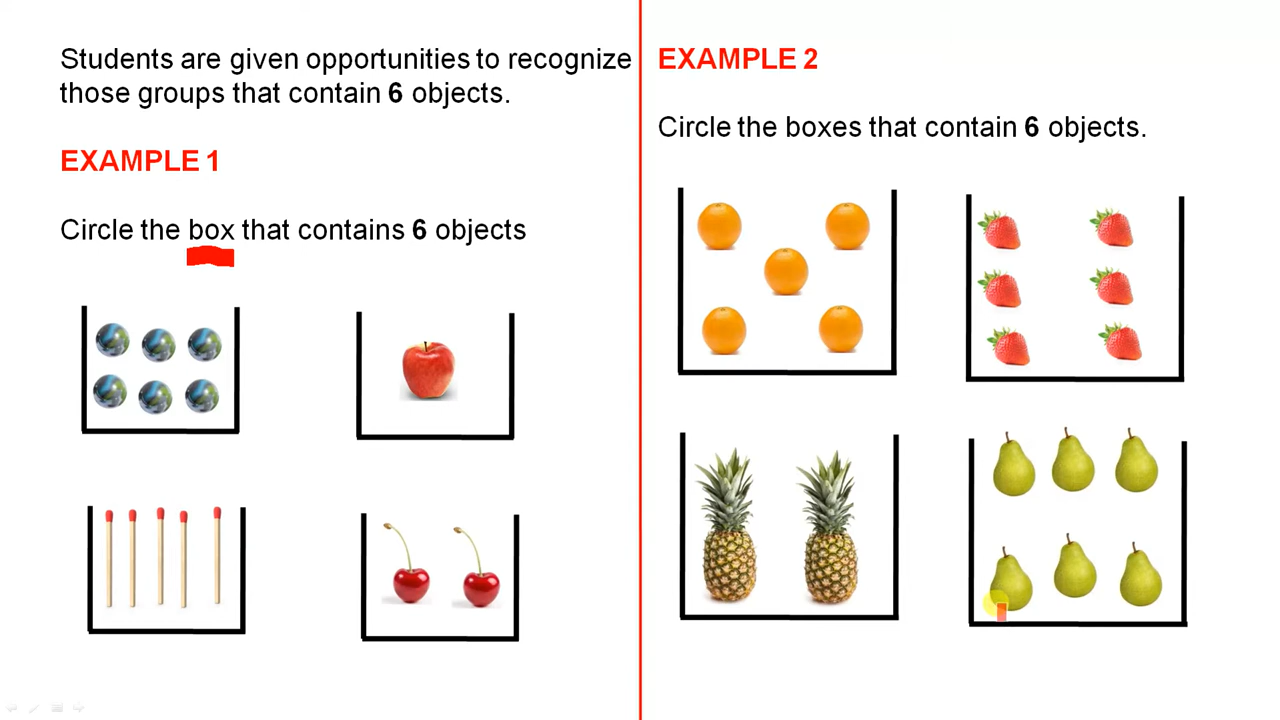 Students are given opportunities to recognize
those groups that contain 6 objects.
EXAMPLE 1
Circle the box that contains 6 objects
EXAMPLE 2
Circle the boxes that contain 6 objects.